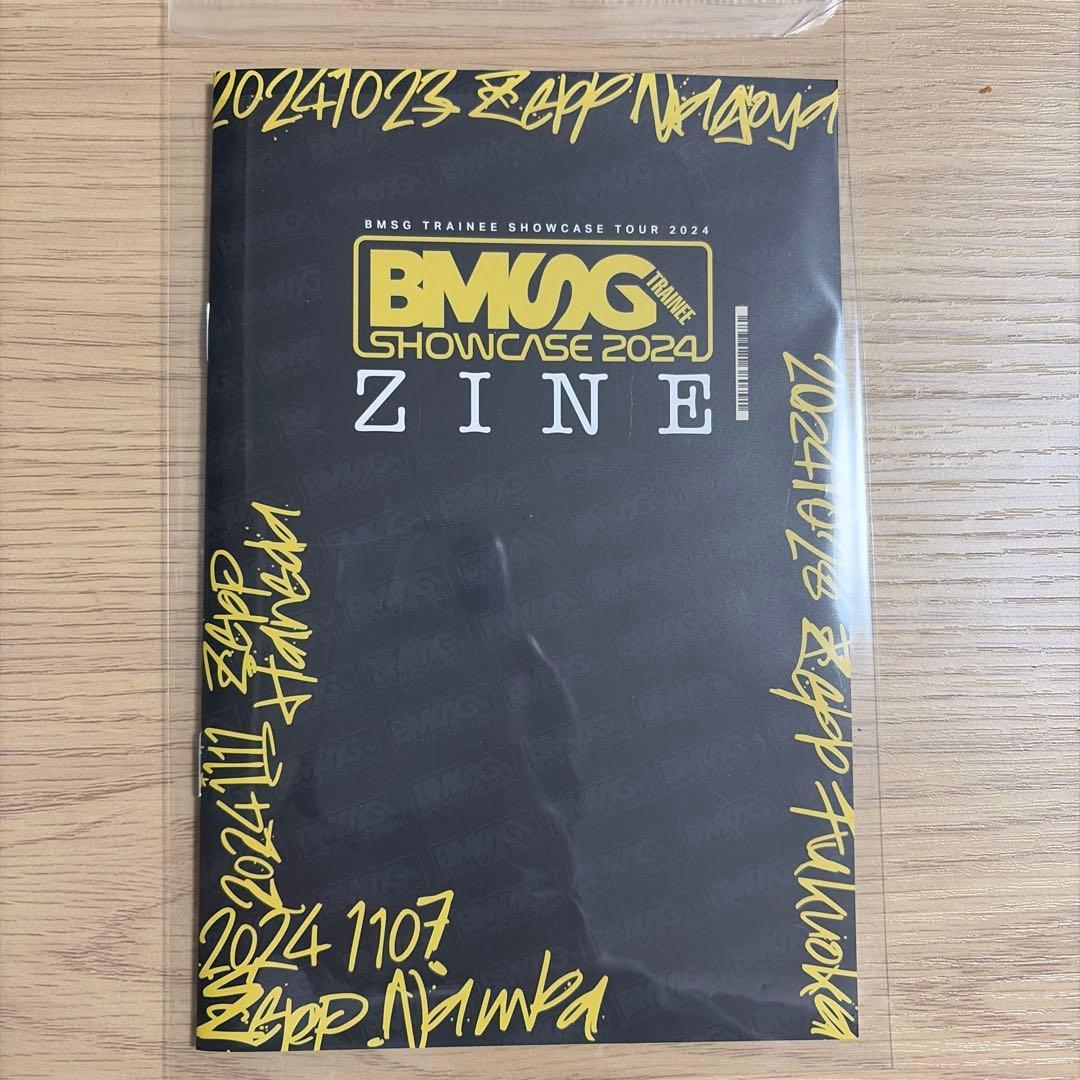 20241023 Zepp Nagoya
BMSG TRAINEE SHOWCASE TOUR 2024
BMSG TRAINEE
SHOWCASE 2024
ZINE
20241028 Zepp Fukuoka
20241111 Zepp Haneda
20241107
Zepp Namba